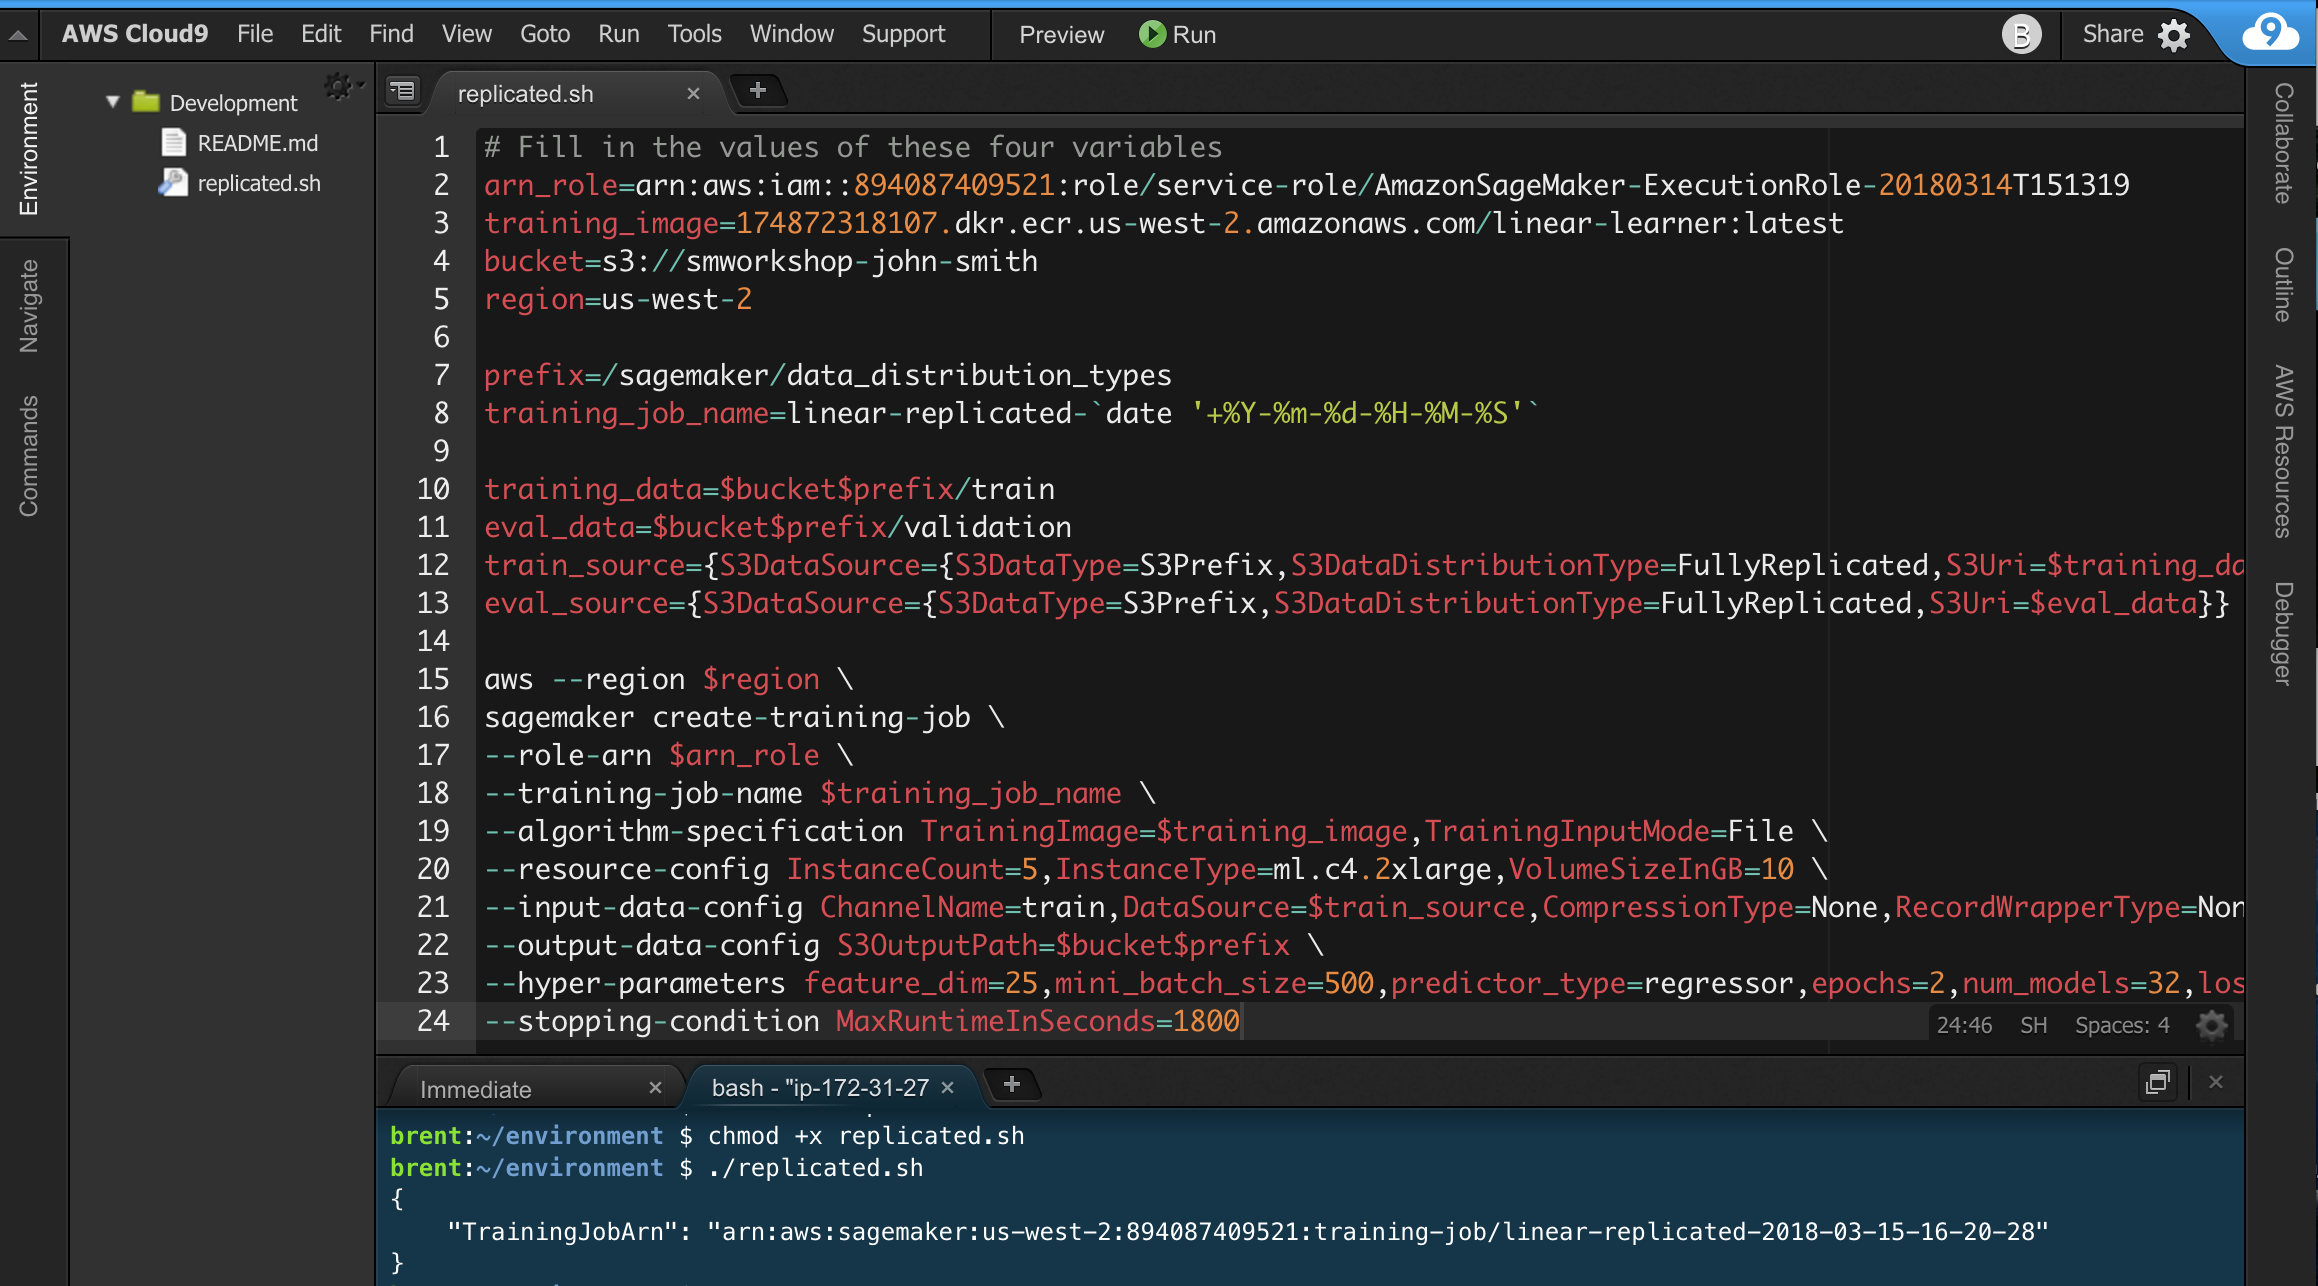 AWS Cloud9 File Edit Find View Goto Run Tools Window Support Preview Run B Share 9
Environment
Navigate
Commands
Development
README.md
replicated.sh
replicated.sh × +
1 # Fill in the values of these four variables
2 arn_role=arn:aws:iam::894087409521:role/service-role/AmazonSageMaker-ExecutionRole-20180314T151319
3 training_image=174872318107.dkr.ecr.us-west-2.amazonaws.com/linear-learner:latest
4 bucket=s3://smworkshop-john-smith
5 region=us-west-2
6
7 prefix=/sagemaker/data_distribution_types
8 training_job_name=linear-replicated-`date '+%Y-%m-%d-%H-%M-%S'`
9
10 training_data=$bucket$prefix/train
11 eval_data=$bucket$prefix/validation
12 train_source={S3DataSource={S3DataType=S3Prefix,S3DataDistributionType=FullyReplicated,S3Uri=$training_da
13 eval_source={S3DataSource={S3DataType=S3Prefix,S3DataDistributionType=FullyReplicated,S3Uri=$eval_data}}
14
15 aws --region $region \
16 sagemaker create-training-job \
17 --role-arn $arn_role \
18 --training-job-name $training_job_name \
19 --algorithm-specification TrainingImage=$training_image,TrainingInputMode=File \
20 --resource-config InstanceCount=5,InstanceType=ml.c4.2xlarge,VolumeSizeInGB=10 \
21 --input-data-config ChannelName=train,DataSource=$train_source,CompressionType=None,RecordWrapperType=Non
22 --output-data-config S3OutputPath=$bucket$prefix \
23 --hyper-parameters feature_dim=25,mini_batch_size=500,predictor_type=regressor,epochs=2,num_models=32,los
24 --stopping-condition MaxRuntimeInSeconds=1800
24:46 SH Spaces: 4
Collaborate
Outline
AWS Resources
Debugger
Immediate × bash - "ip-172-31-27 × +
brent:~/environment $ chmod +x replicated.sh
brent:~/environment $ ./replicated.sh
{
"TrainingJobArn": "arn:aws:sagemaker:us-west-2:894087409521:training-job/linear-replicated-2018-03-15-16-20-28"
}